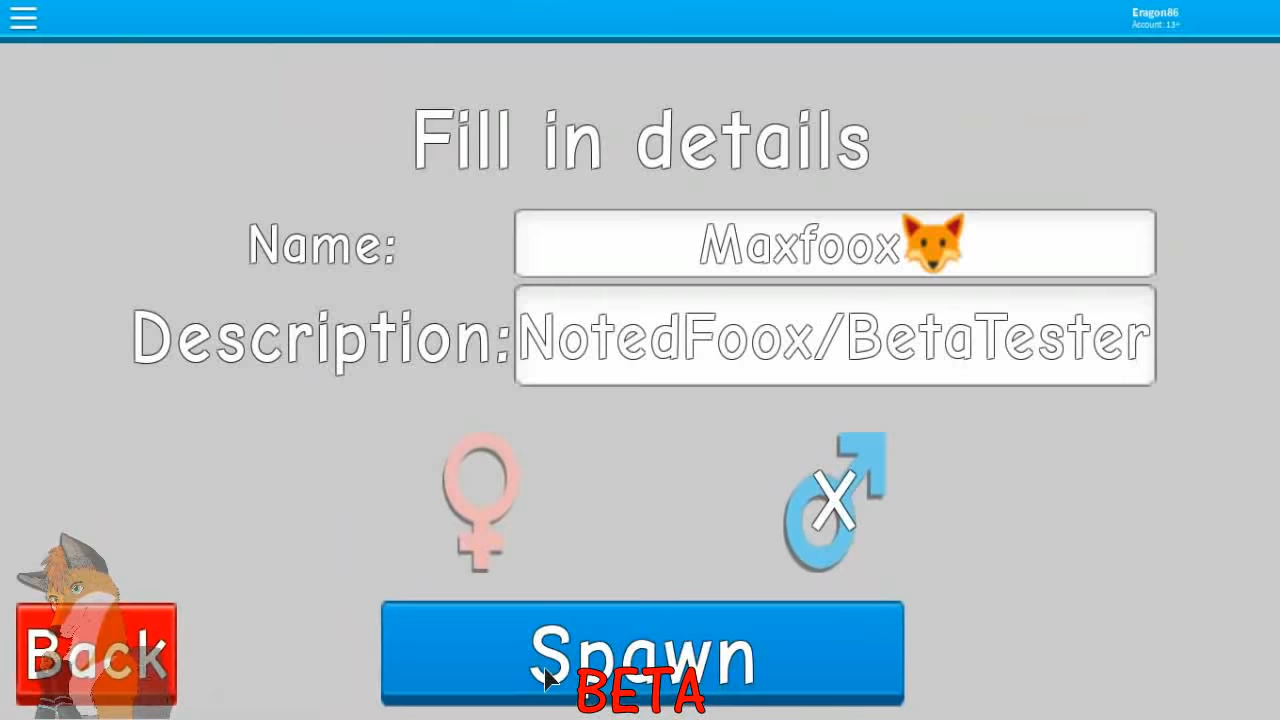 Eragon86
Account: 13+
Fill in details
Name: Maxfoox🦊
Description: NotedFoox/BetaTester
X
Back
Spawn
BETA